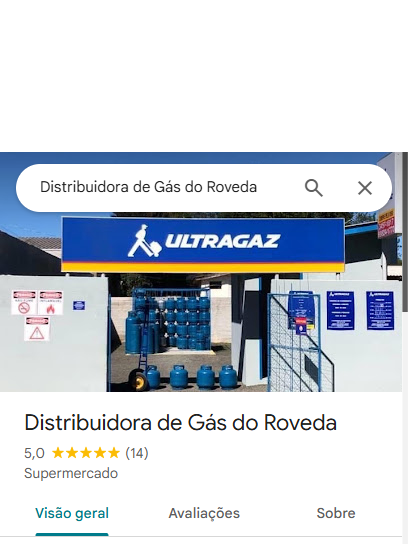 Distribuidora de Gás do Roveda
ULTRAGAZ
Distribuidora de Gás do Roveda
5,0 ★★★★★ (14)
Supermercado
Visão geral
Avaliações
Sobre